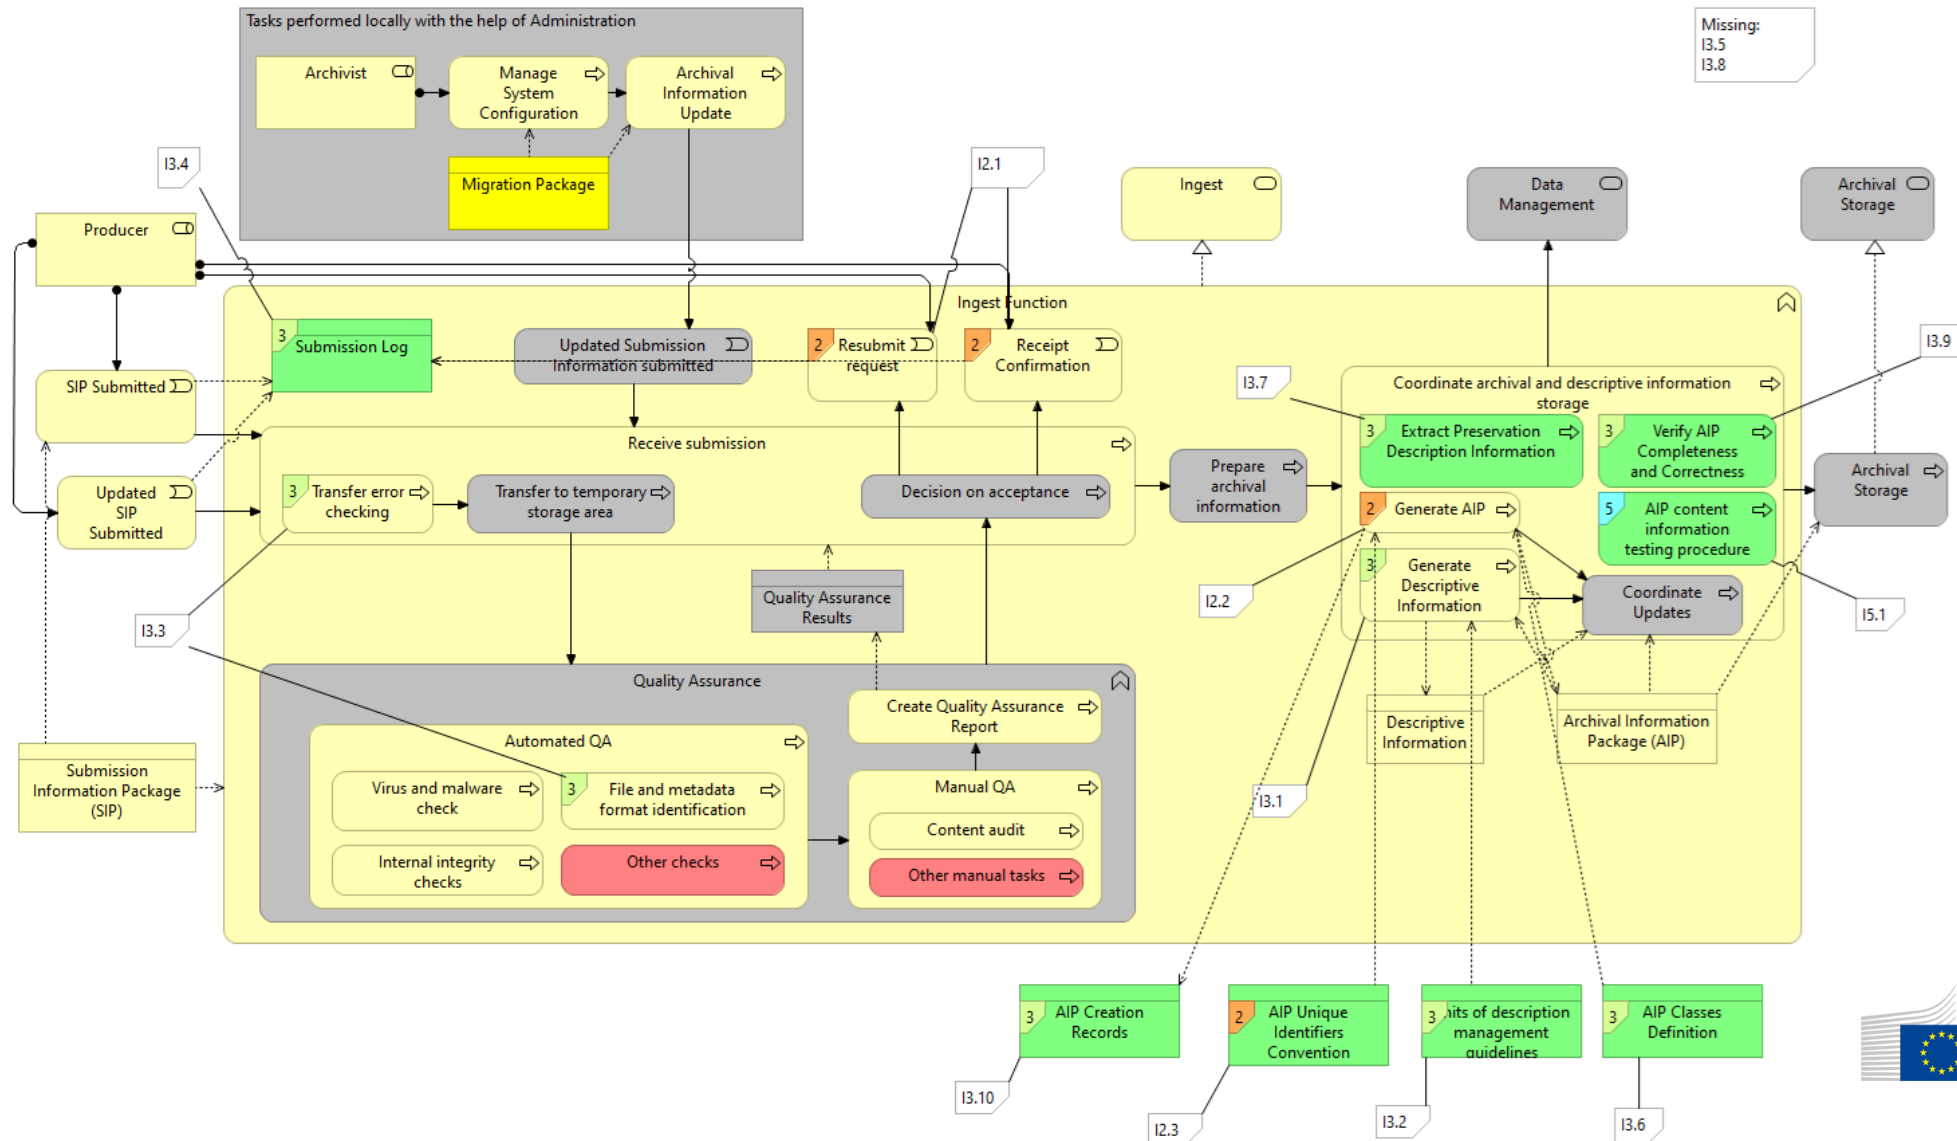 Tasks performed locally with the help of Administration
Archivist
Manage
System
Configuration
Archival
Information
Update
Migration Package
Missing:
I3.5
I3.8
I3.4
I2.1
Producer
Ingest
Data
Management
Archival
Storage
Ingest Function
3
Submission Log
Updated Submission
Information submitted
2
Resubmit
request
2
Receipt
Confirmation
I3.9
I3.7
SIP Submitted
Updated
SIP
Submitted
Receive submission
3
Transfer error
checking
Transfer to temporary
storage area
Decision on acceptance
Prepare
archival
information
Coordinate archival and descriptive information
storage
3
Extract Preservation
Description Information
3
Verify AIP
Completeness
and Correctness
2
Generate AIP
5
AIP content
information
testing procedure
3
Generate
Descriptive
Information
Coordinate
Updates
Archival
Storage
I2.2
I5.1
I3.3
Quality Assurance
Results
Quality Assurance
Create Quality Assurance
Report
Automated QA
Virus and malware
check
3
File and metadata
format identification
Internal integrity
checks
Other checks
Manual QA
Content audit
Other manual tasks
Descriptive
Information
Archival Information
Package (AIP)
I3.1
Submission
Information Package
(SIP)
3
AIP Creation
Records
2
AIP Unique
Identifiers
Convention
3
nits of description
management
guidelines
3
AIP Classes
Definition
I3.10
I2.3
I3.2
I3.6